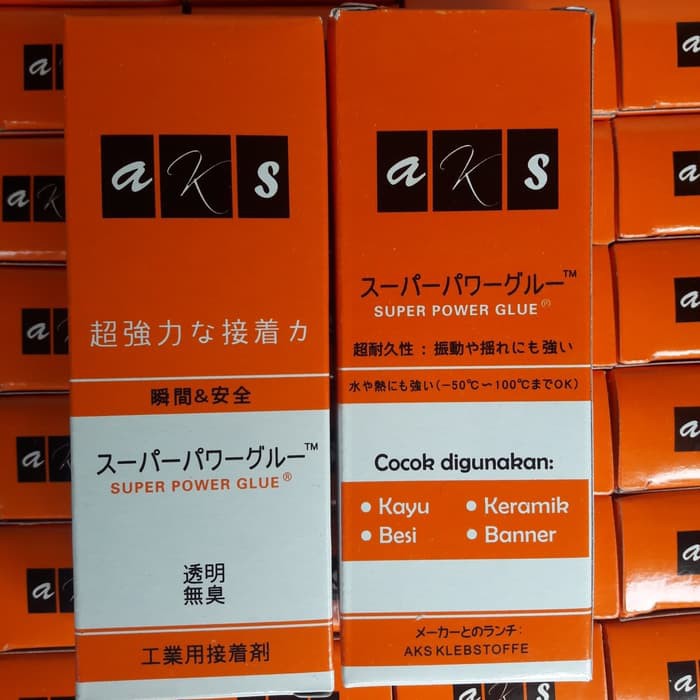 aks
超強力な接着力
瞬間&安全
スーパーパワーグルー™
SUPER POWER GLUE®
透明
無臭
工業用接着剤
aks
スーパーパワーグルー™
SUPER POWER GLUE®
超耐久性 : 振動や揺れにも強い
水や熱にも強い(−50℃〜100℃までOK)
Cocok digunakan:
• Kayu • Keramik
• Besi • Banner
メーカーとのランチ:
AKS KLEBSTOFFE